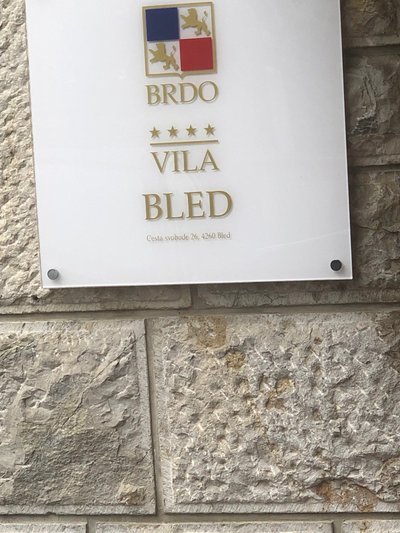 BRDO
★★★★
VILA
BLED
Cesta svobode 26, 4260 Bled